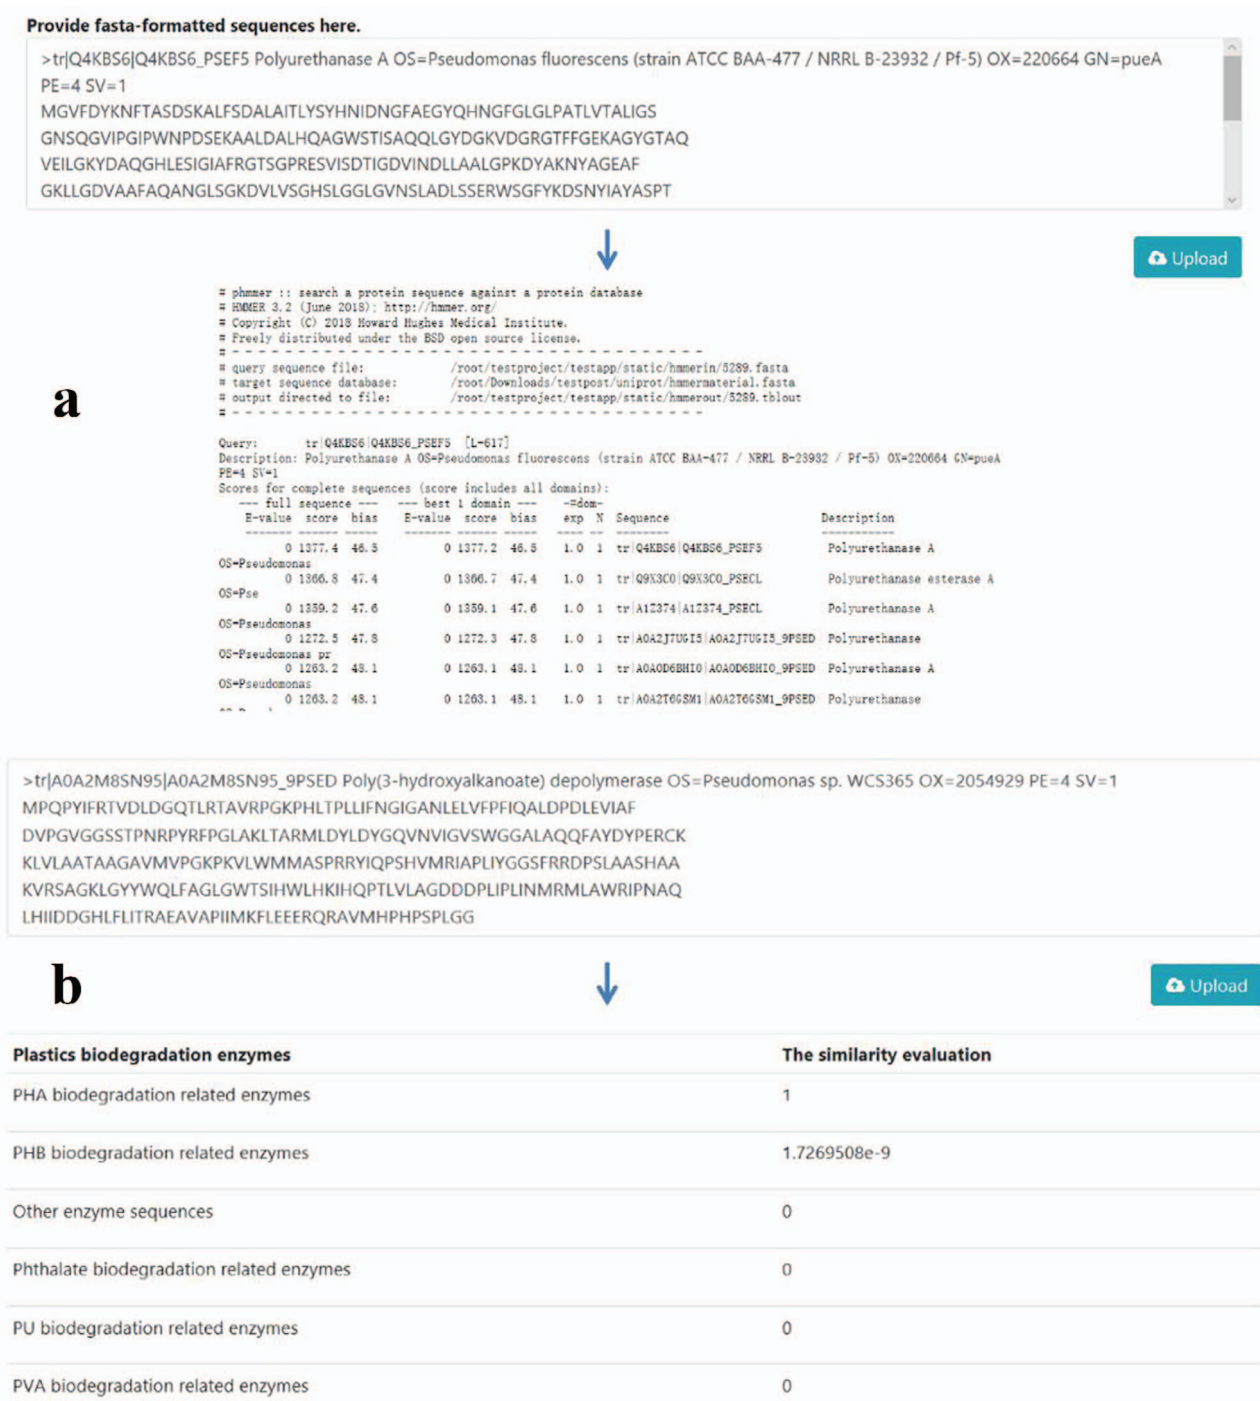 Provide fasta-formatted sequences here.
>tr|Q4KBS6|Q4KBS6_PSEF5 Polyurethanase A OS=Pseudomonas fluorescens (strain ATCC BAA-477 / NRRL B-23932 / Pf-5) OX=220664 GN=pueA
PE=4 SV=1
MGVFDYKNFTASDSKALFSDALAITLYSYHNIDNGFAEGYQHNGFGLGLPATLVTALIGS
GNSQGVIPGIPWNPDSEKAALDALHQAGWSTISAQQLGYDGKVDGRGTFFGEKAGYGTAQ
VEILGKYDAQGHLESIGIAFRGTSGPRESVISDTIGDVINDLLAALGPKDYAKNYAGEAF
GKLLGDVAAFAQANGLSGKDVLVSGHSLGGLGVNSLADLSSERWSGFYKDSNYIAYASPT
Upload
# phmmer :: search a protein sequence against a protein database
# HMMER 3.2 (June 2018); http://hmmer.org/
# Copyright (C) 2018 Howard Hughes Medical Institute.
# Freely distributed under the BSD open source license.
# - - - - - - - - - - - - - - - - - - - - - - - - - - - - - - - - - - - -
# query sequence file: /root/testproject/testapp/static/hmmerin/5289.fasta
# target sequence database: /root/Downloads/testpost/uniprot/hmmermaterial.fasta
# output directed to file: /root/testproject/testapp/static/hmmerout/5289.tblout
# - - - - - - - - - - - - - - - - - - - - - - - - - - - - - - - - - - - -
a
Query: tr|Q4KBS6|Q4KBS6_PSEF5 [L=617]
Description: Polyurethanase A OS=Pseudomonas fluorescens (strain ATCC BAA-477 / NRRL B-23932 / Pf-5) OX=220664 GN=pueA
PE=4 SV=1
Scores for complete sequences (score includes all domains):
--- full sequence --- --- best 1 domain --- -#dom-
E-value score bias E-value score bias exp N Sequence Description
------- ------ ----- ------- ------ ----- ---- -- -------- -----------
0 1377.4 46.5 0 1377.2 46.5 1.0 1 tr|Q4KBS6|Q4KBS6_PSEF5 Polyurethanase A
OS=Pseudomonas
0 1366.8 47.4 0 1366.7 47.4 1.0 1 tr|Q9X3C0|Q9X3C0_PSECL Polyurethanase esterase A
OS=Pse
0 1359.2 47.6 0 1359.1 47.6 1.0 1 tr|A1Z374|A1Z374_PSECL Polyurethanase A
OS=Pseudomonas
0 1272.5 47.8 0 1272.3 47.8 1.0 1 tr|A0A2J7UGI5|A0A2J7UGI5_9PSED Polyurethanase
OS=Pseudomonas pr
0 1263.2 48.1 0 1263.1 48.1 1.0 1 tr|A0A0D6BHI0|A0A0D6BHI0_9PSED Polyurethanase A
OS=Pseudomonas
0 1263.2 48.1 0 1263.1 48.1 1.0 1 tr|A0A2T6GSM1|A0A2T6GSM1_9PSED Polyurethanase
>tr|A0A2M8SN95|A0A2M8SN95_9PSED Poly(3-hydroxyalkanoate) depolymerase OS=Pseudomonas sp. WCS365 OX=2054929 PE=4 SV=1
MPQPYIFRTVDLDGQTLRTAVRPGKPHLTPLLIFNGIGANLELVFPFIQALDPDLEVIAF
DVPGVGGSSTPNRPYRFPGLAKLTARMLDYLDYGQVNVIGVSWGGALAQQFAYDYPERCK
KLVLAATAAGAVMVPGKPKVLWMMASPRRYIQPSHVMRIAPLIYGGSFRRDPSLAASHAA
KVRSAGKLGYYWQLFAGLGWTSIHWLHKIHQPTLVLAGDDDPLIPLINMRMLAWRIPNAQ
LHIIDDGHLFLITRAEAVAPIIMKFLEEERQRAVMHPHPSPLGG
b
Upload
Plastics biodegradation enzymes The similarity evaluation
PHA biodegradation related enzymes 1
PHB biodegradation related enzymes 1.7269508e-9
Other enzyme sequences 0
Phthalate biodegradation related enzymes 0
PU biodegradation related enzymes 0
PVA biodegradation related enzymes 0